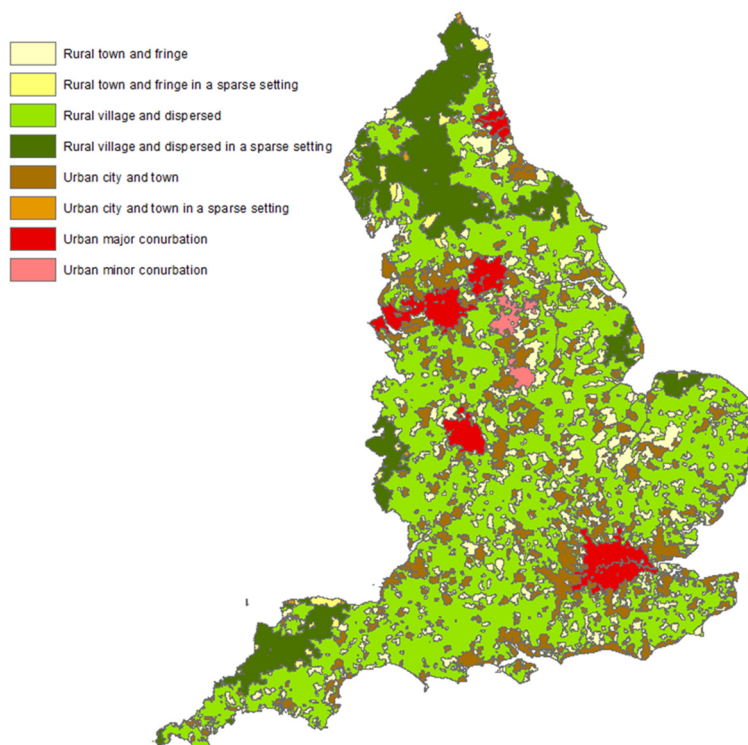 Rural town and fringe
Rural town and fringe in a sparse setting
Rural village and dispersed
Rural village and dispersed in a sparse setting
Urban city and town
Urban city and town in a sparse setting
Urban major conurbation
Urban minor conurbation